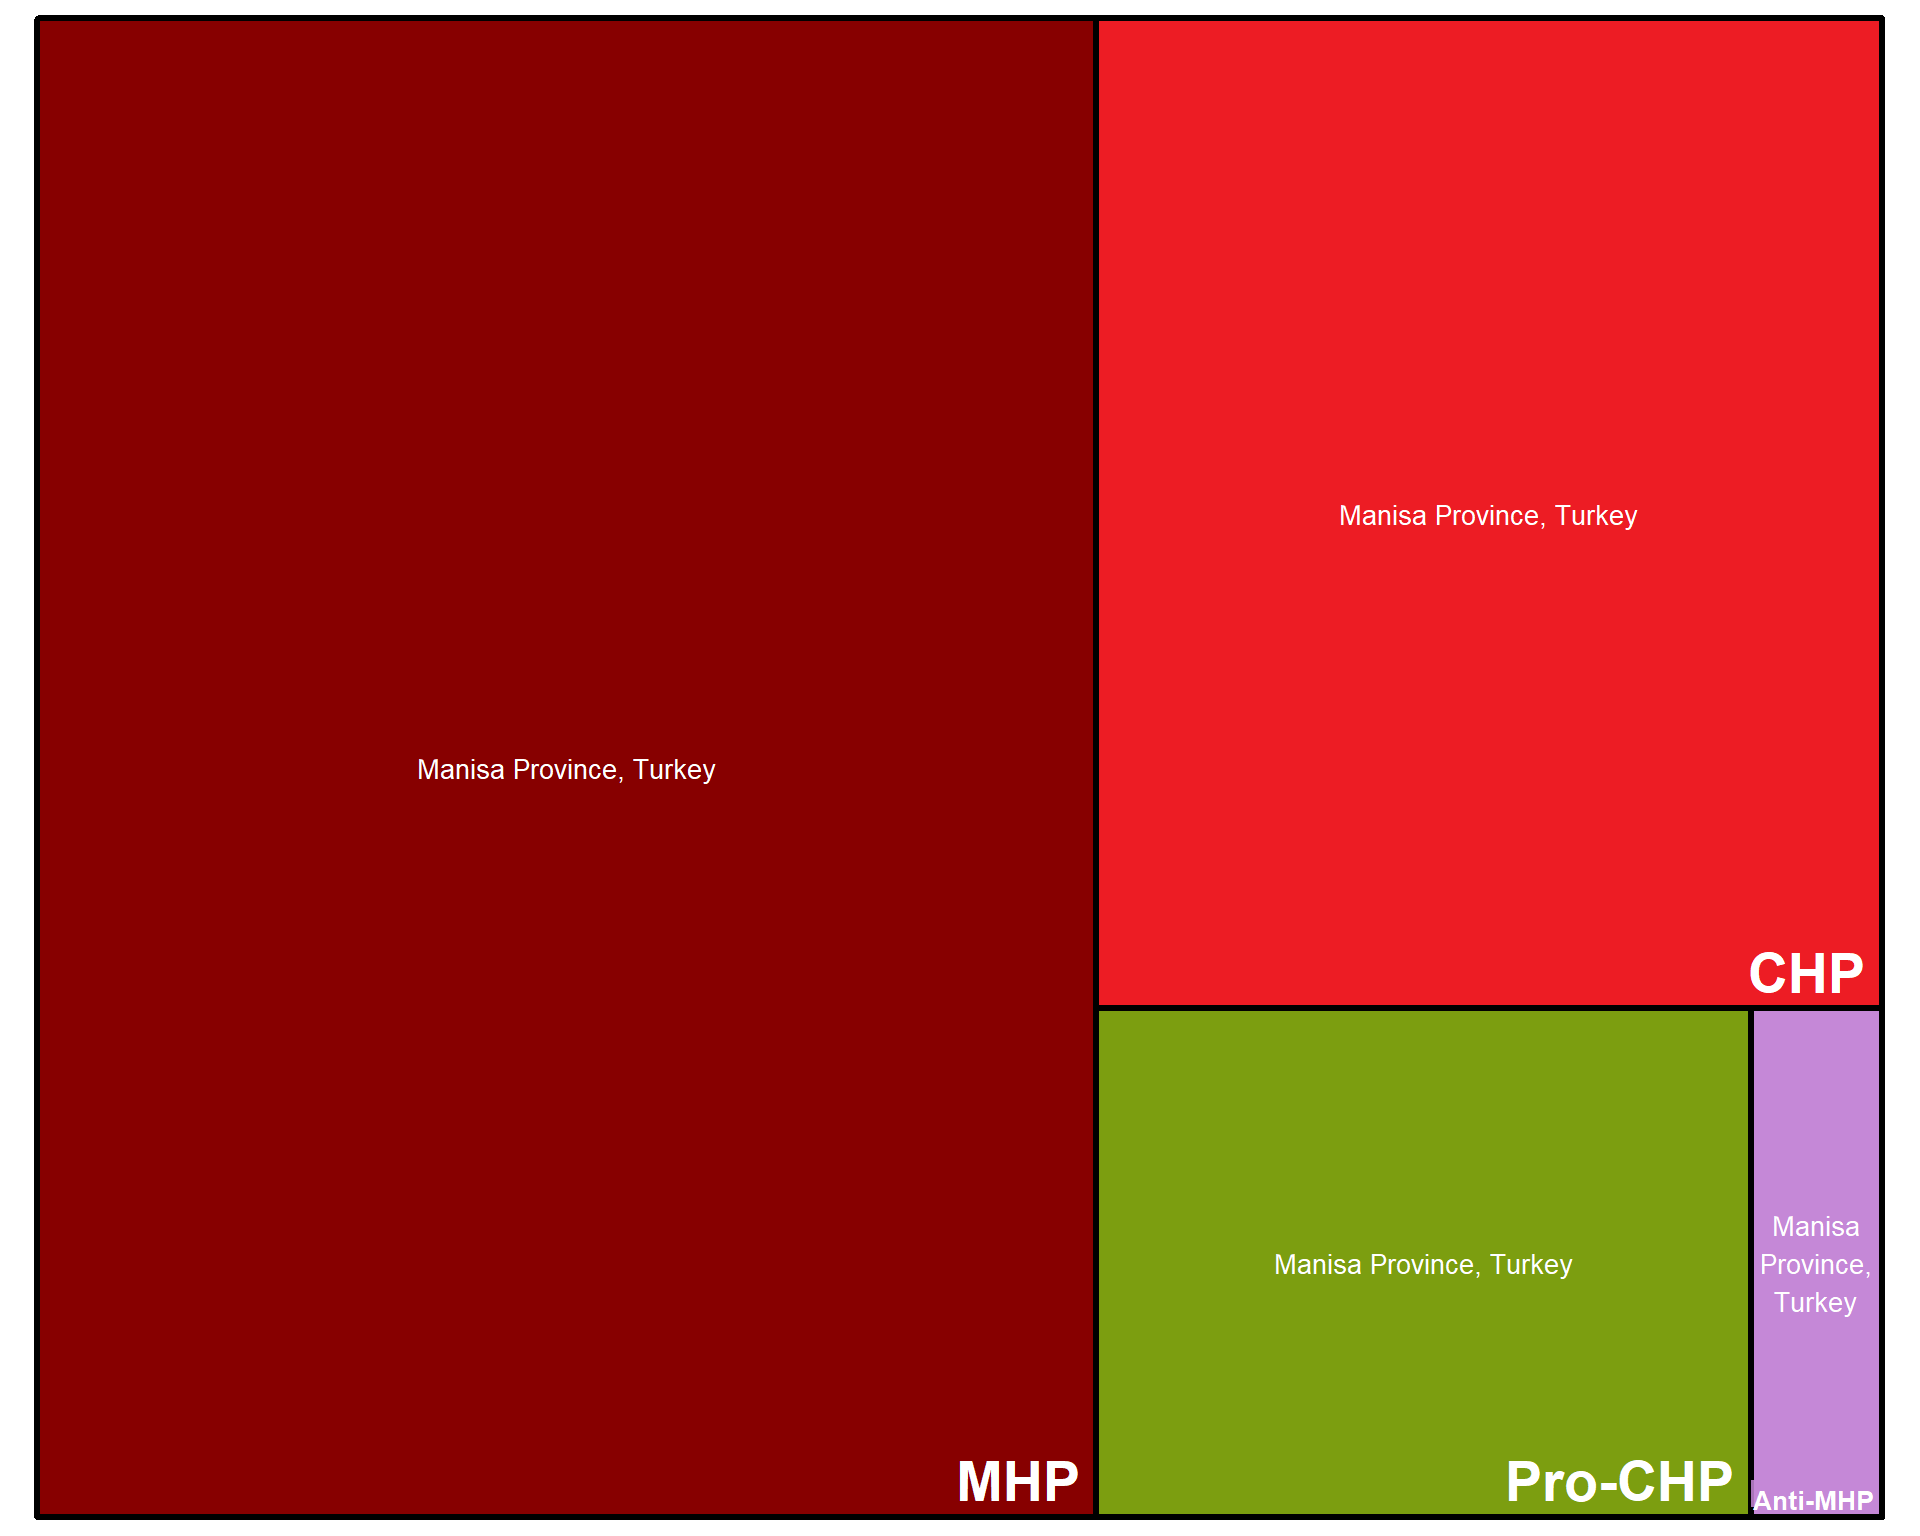 Manisa Province, Turkey
MHP
Manisa Province, Turkey
CHP
Manisa Province, Turkey
Pro-CHP
Manisa
Province,
Turkey
Anti-MHP